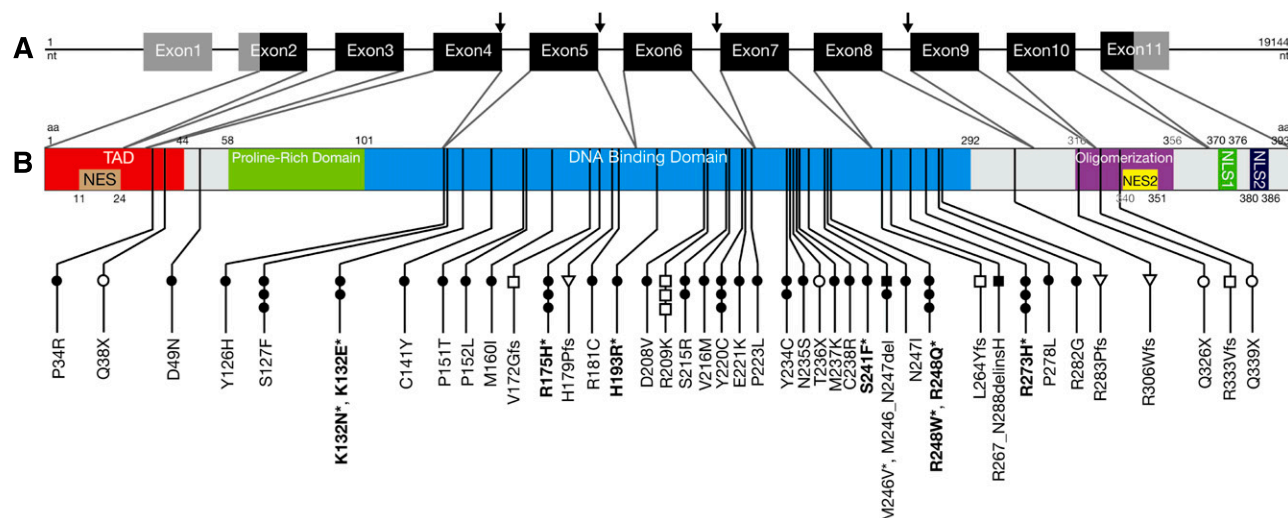 A
1
nt
Exon1
Exon2
Exon3
Exon4
Exon5
Exon6
Exon7
Exon8
Exon9
Exon10
Exon11
19144
nt
aa
1
44
58
101
292
356
370
376
aa
393
B
TAD
NES
Proline-Rich Domain
DNA Binding Domain
Oligomerization
NES2
NLS1
NLS2
11
24
340
351
380
386
P34R
Q38X
D49N
Y126H
S127F
K132N*, K132E*
C141Y
P151T
P152L
M160I
V172Gfs
R175H*
H179Pfs
R181C
H193R*
D208V
R209K
S215R
V216M
Y220C
E221K
P223L
Y234C
N235S
T236X
M237K
C238R
S241F*
M246V*, M246_N247del
N247I
R248W*, R248Q*
L264Yfs
R267_N288delinsH
R273H*
P278L
R282G
R283Pfs
R306Wfs
Q326X
R333Vfs
Q339X